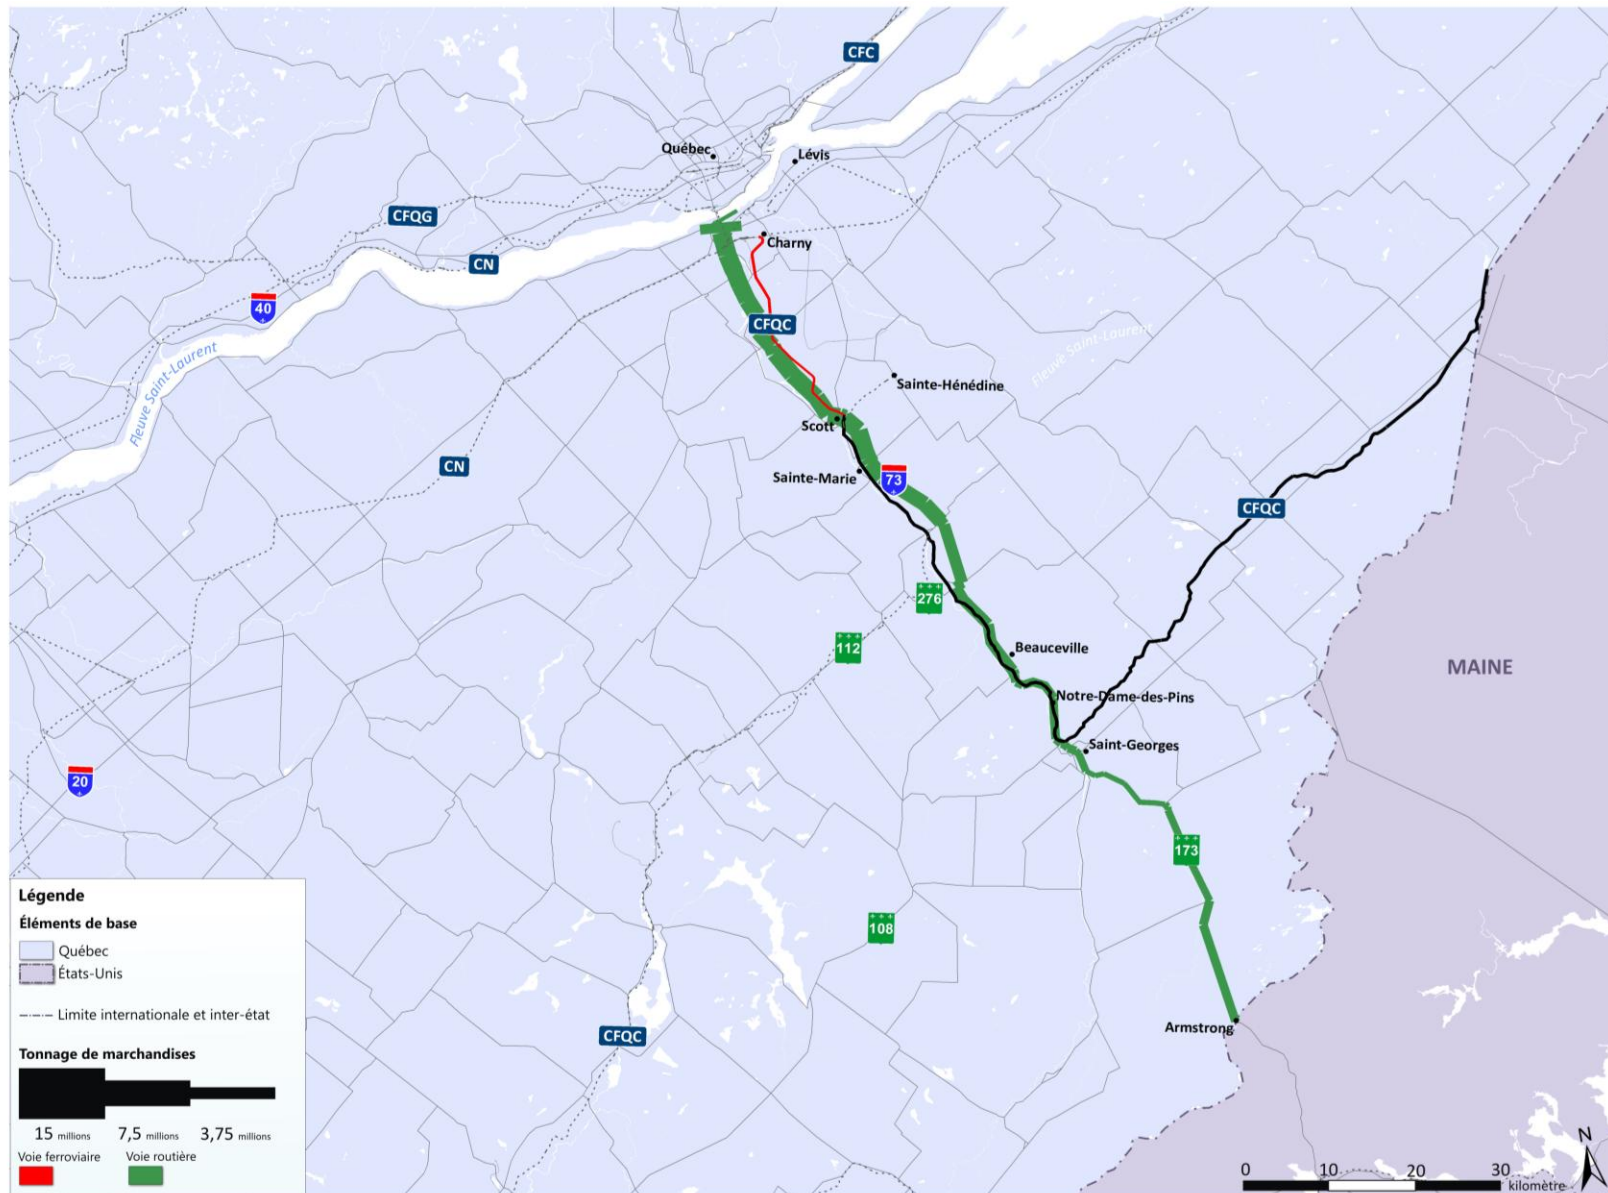 CFC
Québec
Lévis
CFQG
Charny
CN
40
CFQC
Fleuve Saint-Laurent
Fleuve Saint-Laurent
Sainte-Hénédine
Scott
CN
Sainte-Marie
73
CFQC
276
112
Beauceville
MAINE
Notre-Dame-des-Pins
Saint-Georges
20
173
108
Armstrong
CFQC
Légende
Éléments de base
Québec
États-Unis
Limite internationale et inter-état
Tonnage de marchandises
15 millions 7,5 millions 3,75 millions
Voie ferroviaire Voie routière
N
0 10 20 30
kilomètre